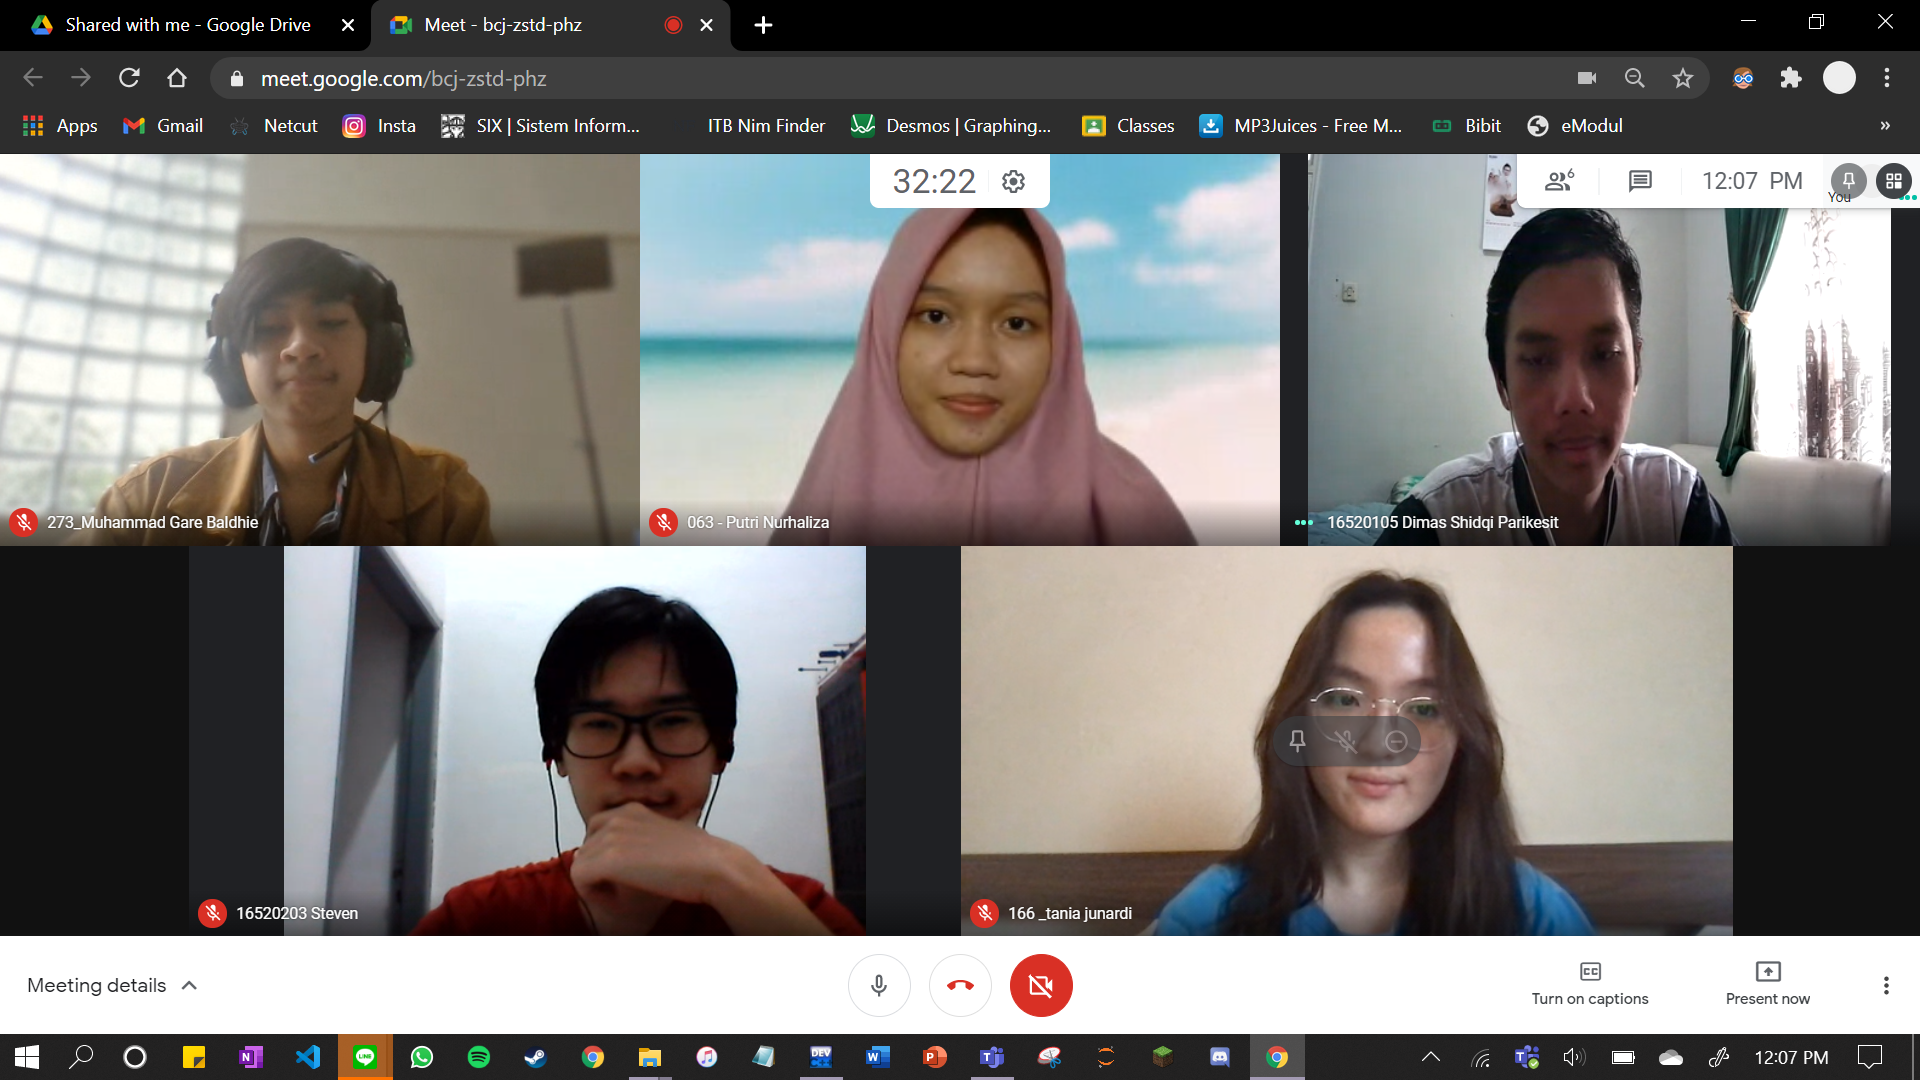 Shared with me - Google Drive
Meet - bcj-zstd-phz
meet.google.com/bcj-zstd-phz
Apps
Gmail
Netcut
Insta
SIX | Sistem Inform...
ITB Nim Finder
Desmos | Graphing...
Classes
MP3Juices - Free M...
Bibit
eModul
»
32:22
6
12:07 PM
You
273_Muhammad Gare Baldhie
063 - Putri Nurhaliza
16520105 Dimas Shidqi Parikesit
16520203 Steven
166 _tania junardi
Meeting details
CC
Turn on captions
Present now
12:07 PM